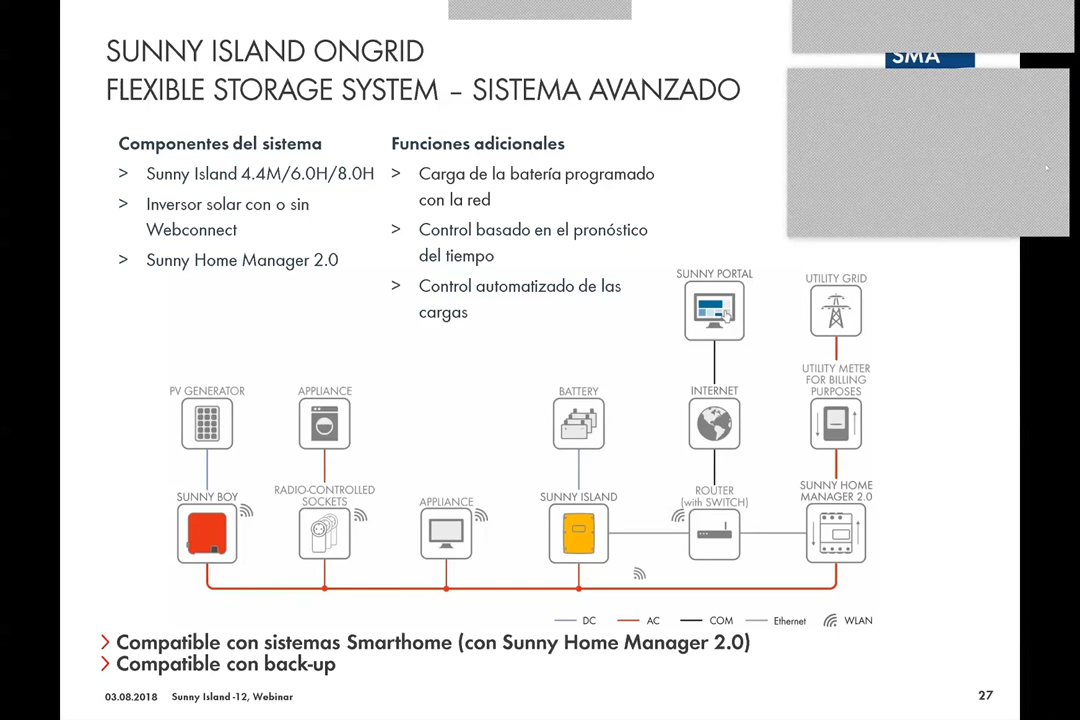 SUNNY ISLAND ONGRID
FLEXIBLE STORAGE SYSTEM – SISTEMA AVANZADO
SMA
Componentes del sistema
> Sunny Island 4.4M/6.0H/8.0H
> Inversor solar con o sin
Webconnect
> Sunny Home Manager 2.0
Funciones adicionales
> Carga de la batería programado
con la red
> Control basado en el pronóstico
del tiempo
> Control automatizado de las
cargas
SUNNY PORTAL
UTILITY GRID
UTILITY METER
FOR BILLING
PURPOSES
PV GENERATOR
APPLIANCE
BATTERY
INTERNET
SUNNY BOY
RADIO-CONTROLLED
SOCKETS
APPLIANCE
SUNNY ISLAND
ROUTER
(with SWITCH)
SUNNY HOME
MANAGER 2.0
DC
AC
COM
Ethernet
WLAN
> Compatible con sistemas Smarthome (con Sunny Home Manager 2.0)
> Compatible con back-up
03.08.2018 Sunny Island -12, Webinar
27